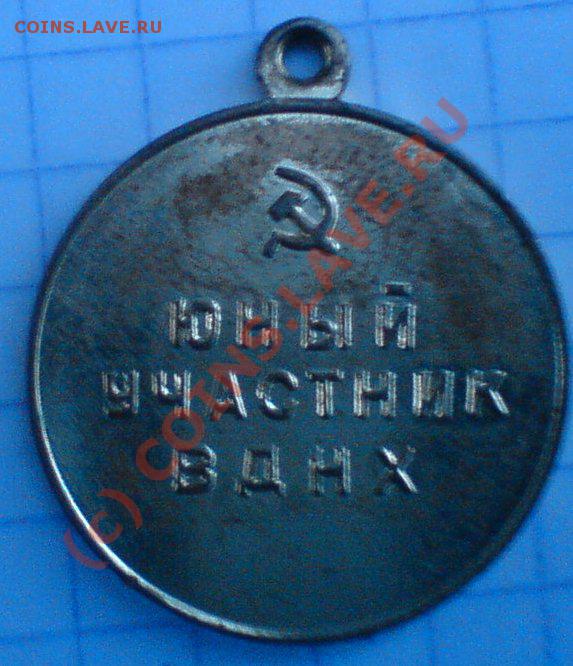 COINS.LAVE.RU
ЮНЫЙ
УЧАСТНИК
ВДНХ
(c) COINS.LAVE.RU